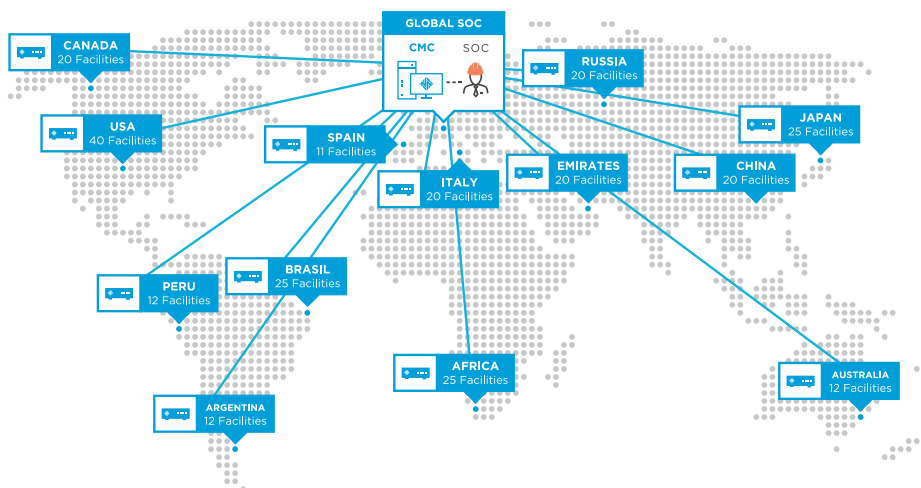 GLOBAL SOC
CMC
SOC
CANADA
20 Facilities
RUSSIA
20 Facilities
USA
40 Facilities
SPAIN
11 Facilities
JAPAN
25 Facilities
ITALY
20 Facilities
EMIRATES
20 Facilities
CHINA
20 Facilities
PERU
12 Facilities
BRASIL
25 Facilities
AFRICA
25 Facilities
AUSTRALIA
12 Facilities
ARGENTINA
12 Facilities